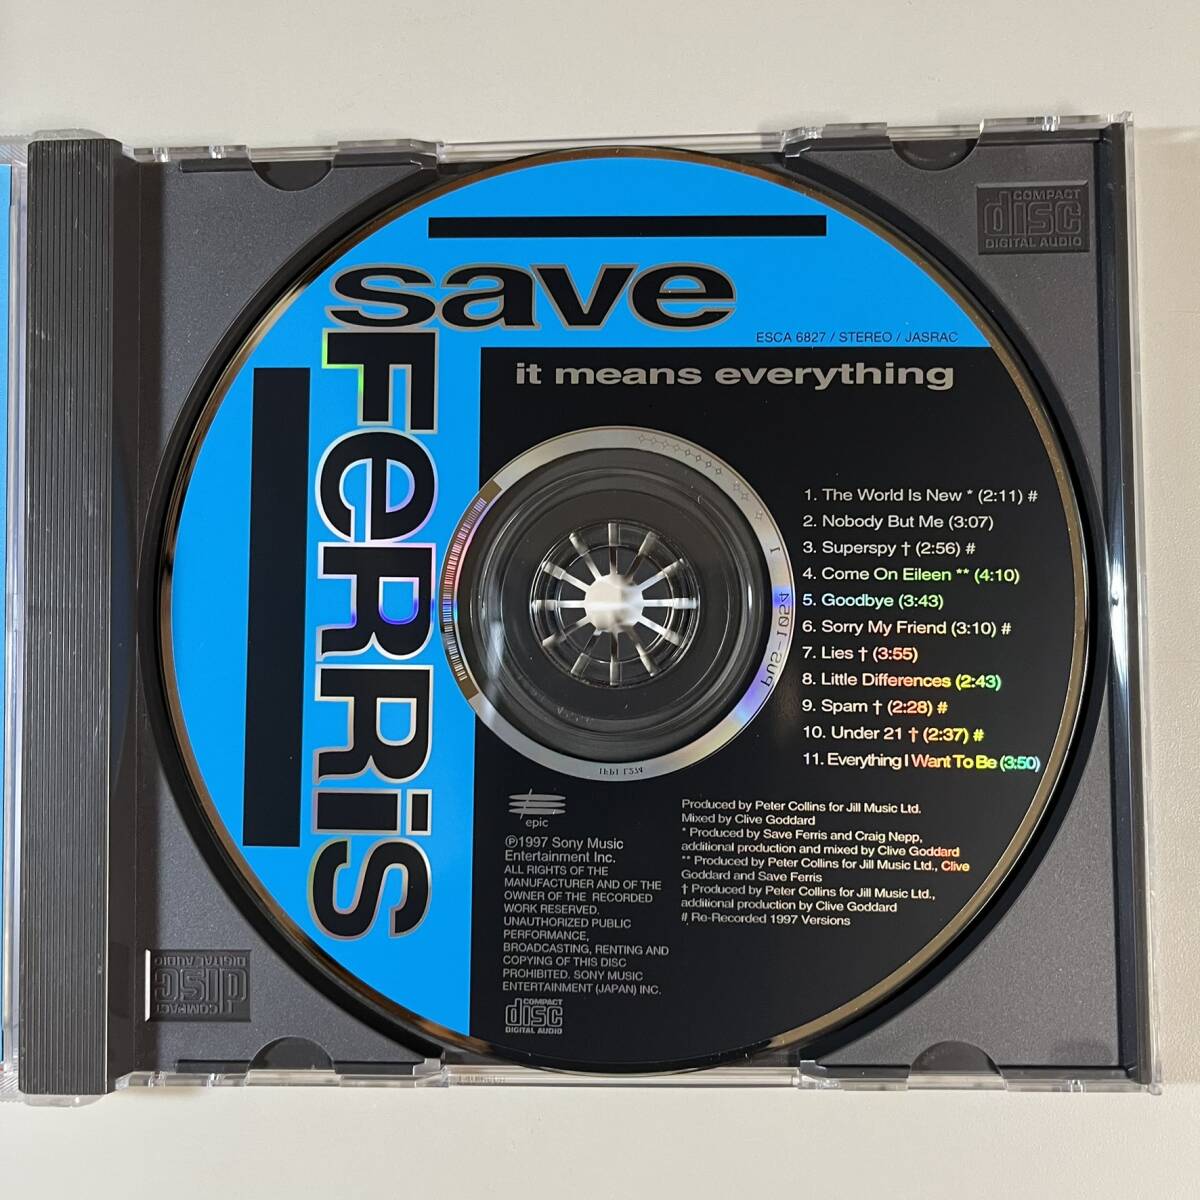 save
FeRRiS
ESCA 6827 / STEREO / JASRAC
it means everything
1. The World Is New * (2:11) #
2. Nobody But Me (3:07)
3. Superspy † (2:56) #
4. Come On Eileen ** (4:10)
5. Goodbye (3:43)
6. Sorry My Friend (3:10) #
7. Lies † (3:55)
8. Little Differences (2:43)
9. Spam † (2:28) #
10. Under 21 † (2:37) #
11. Everything I Want To Be (3:50)
Produced by Peter Collins for Jill Music Ltd.
Mixed by Clive Goddard
* Produced by Save Ferris and Craig Nepp,
additional production and mixed by Clive Goddard
** Produced by Peter Collins for Jill Music Ltd., Clive
Goddard and Save Ferris
† Produced by Peter Collins for Jill Music Ltd.,
additional production by Clive Goddard
# Re-Recorded 1997 Versions
epic
℗1997 Sony Music
Entertainment Inc.
ALL RIGHTS OF THE
MANUFACTURER AND OF THE
OWNER OF THE RECORDED
WORK RESERVED.
UNAUTHORIZED PUBLIC
PERFORMANCE,
BROADCASTING, RENTING AND
COPYING OF THIS DISC
PROHIBITED. SONY MUSIC
ENTERTAINMENT (JAPAN) INC.
COMPACT
disc
DIGITAL AUDIO
COMPACT
disc
DIGITAL AUDIO
COMPACT
disc
DIGITAL AUDIO